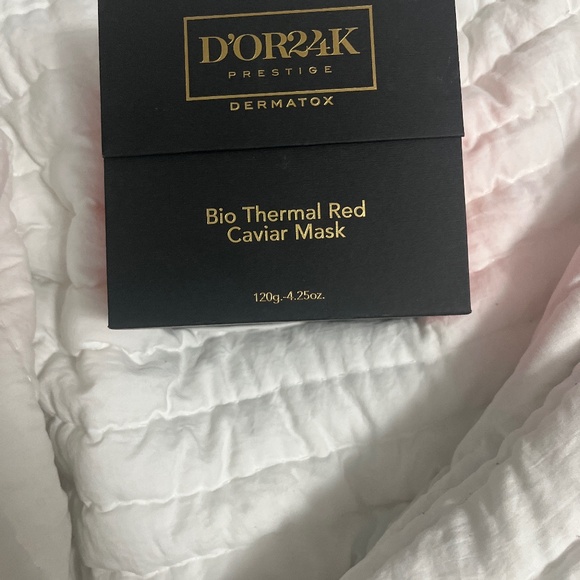 D'OR24K
PRESTIGE
DERMATOX
Bio Thermal Red
Caviar Mask
120g.-4.25oz.